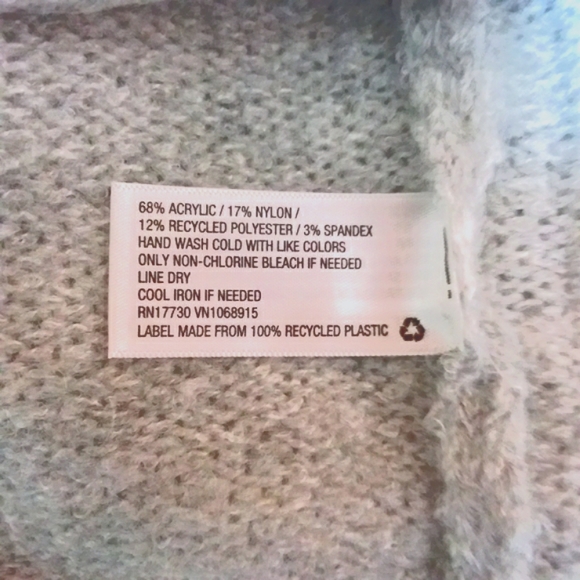 68% ACRYLIC / 17% NYLON /
12% RECYCLED POLYESTER / 3% SPANDEX
HAND WASH COLD WITH LIKE COLORS
ONLY NON-CHLORINE BLEACH IF NEEDED
LINE DRY
COOL IRON IF NEEDED
RN17730 VN1068915
LABEL MADE FROM 100% RECYCLED PLASTIC